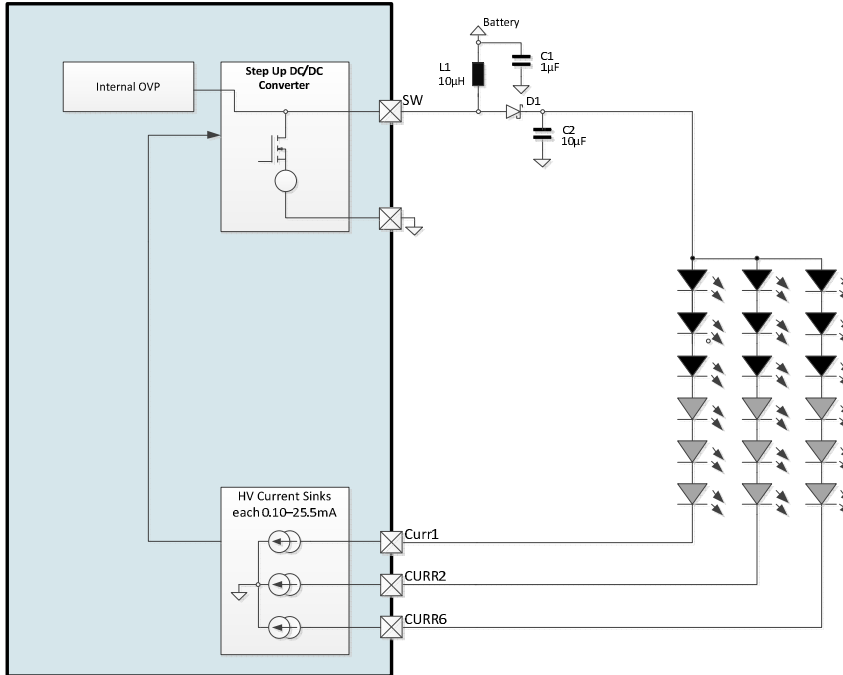 Battery
L1
10µH
C1
1µF
Internal OVP
Step Up DC/DC
Converter
SW
D1
C2
10µF
HV Current Sinks
each 0.10–25.5mA
Curr1
CURR2
CURR6